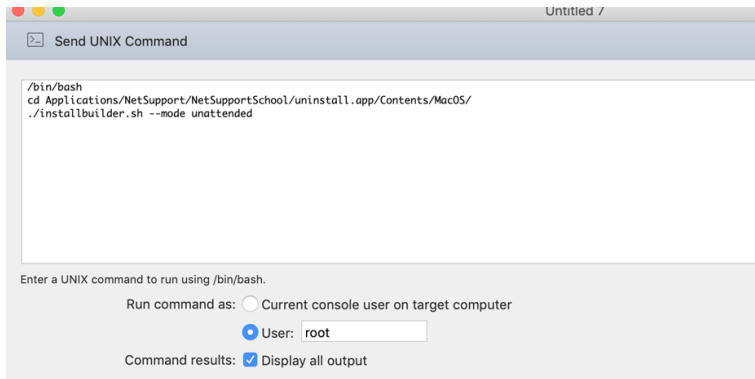 Untitled 7
Send UNIX Command
/bin/bash
cd Applications/NetSupport/NetSupportSchool/uninstall.app/Contents/MacOS/
./installbuilder.sh --mode unattended
Enter a UNIX command to run using /bin/bash.
Run command as: Current console user on target computer
User: root
Command results: Display all output